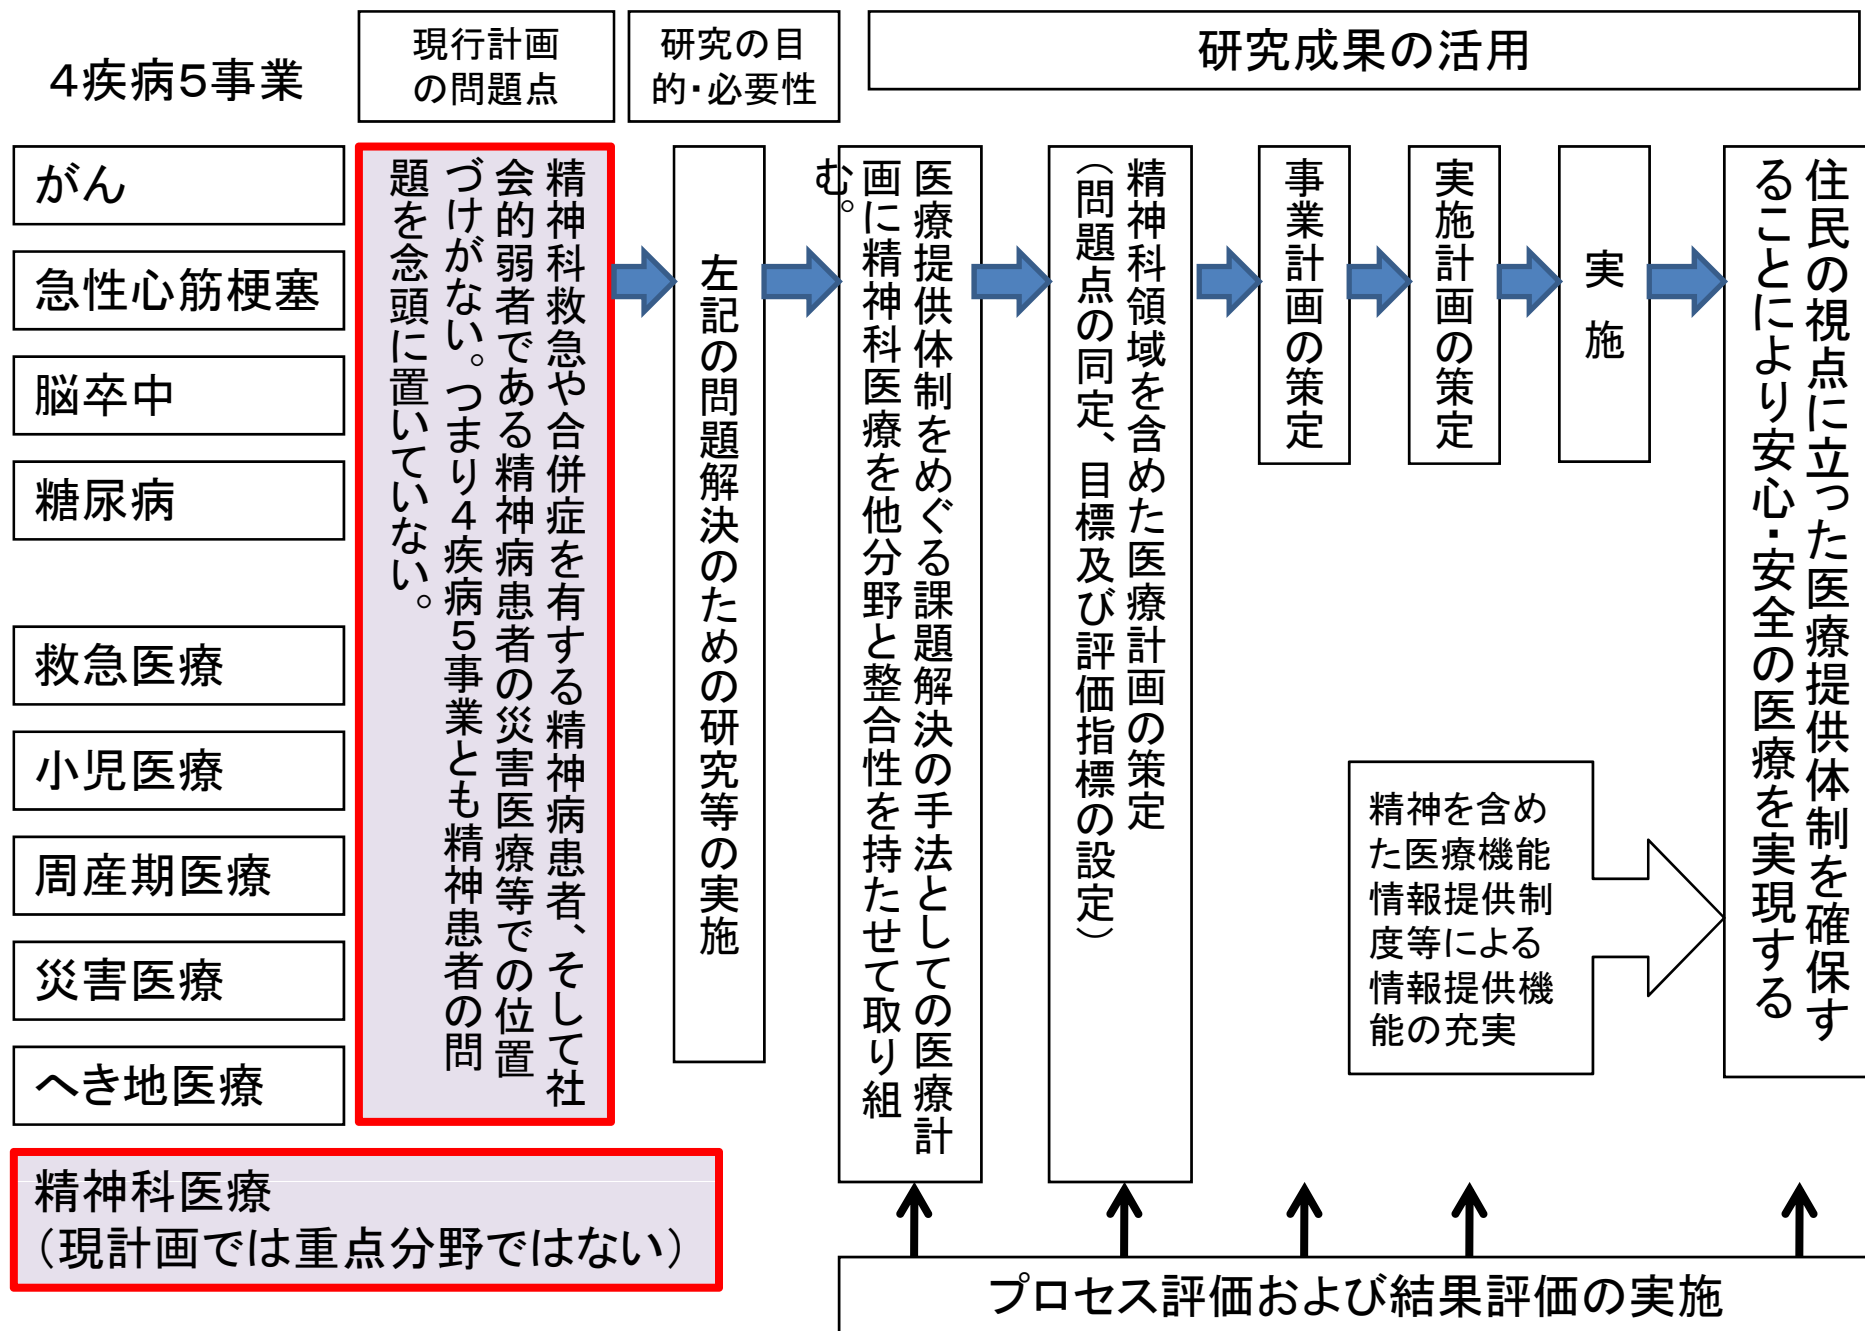 4疾病5事業
現行計画
の問題点
研究の目
的・必要性
研究成果の活用
がん
急性心筋梗塞
脳卒中
糖尿病
救急医療
小児医療
周産期医療
災害医療
へき地医療
精神科医療
（現計画では重点分野ではない）
精神科救急や合併症を有する精神病患者、そして社
会的弱者である精神病患者の災害医療等での位置
づけがない。つまり４疾病５事業とも精神患者の問
題を念頭に置いていない。
左記の問題解決のための研究等の実施
医療提供体制をめぐる課題解決の手法としての医療計
画に精神科医療を他分野と整合性を持たせて取り組
む。
精神科領域を含めた医療計画の策定
（問題点の同定、目標及び評価指標の設定）
事業計画の策定
実施計画の策定
実施
住民の視点に立った医療提供体制を確保す
ることにより安心・安全の医療を実現する
精神を含め
た医療機能
情報提供制
度等による
情報提供機
能の充実
プロセス評価および結果評価の実施